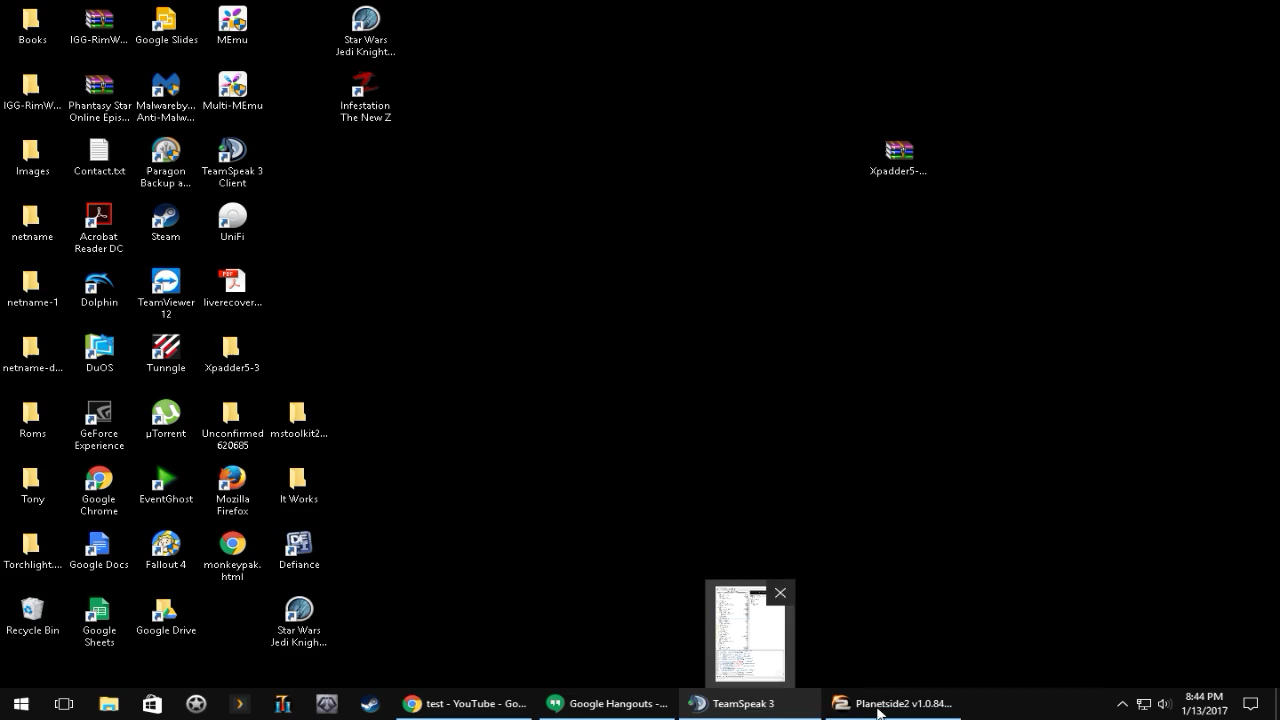 Books
IGG-RimW...
Google Slides
MEmu
Star Wars
Jedi Knight...
IGG-RimW...
Phantasy Star
Online Epis...
Malwareby...
Anti-Malw...
Multi-MEmu
Infestation
The New Z
Images
Contact.txt
Paragon
Backup a...
TeamSpeak 3
Client
Xpadder5-...
netname
Acrobat
Reader DC
Steam
UniFi
netname-1
Dolphin
TeamViewer
12
PDF
liverecover...
netname-d...
DuOS
Tunngle
Xpadder5-3
Roms
GeForce
Experience
µTorrent
Unconfirmed
620685
mstoolkit2...
Tony
Google
Chrome
EventGhost
Mozilla
Firefox
It Works
Torchlight....
Google Docs
Fallout 4
monkeypak.
html
Defiance
Recycle Bin
Google
Sheets
Google Drive
Star Wars
Jedi Knigh...
test - YouTube - Go...
Google Hangouts -...
TeamSpeak 3
Planetside2 v1.0.84...
8:44 PM
1/13/2017